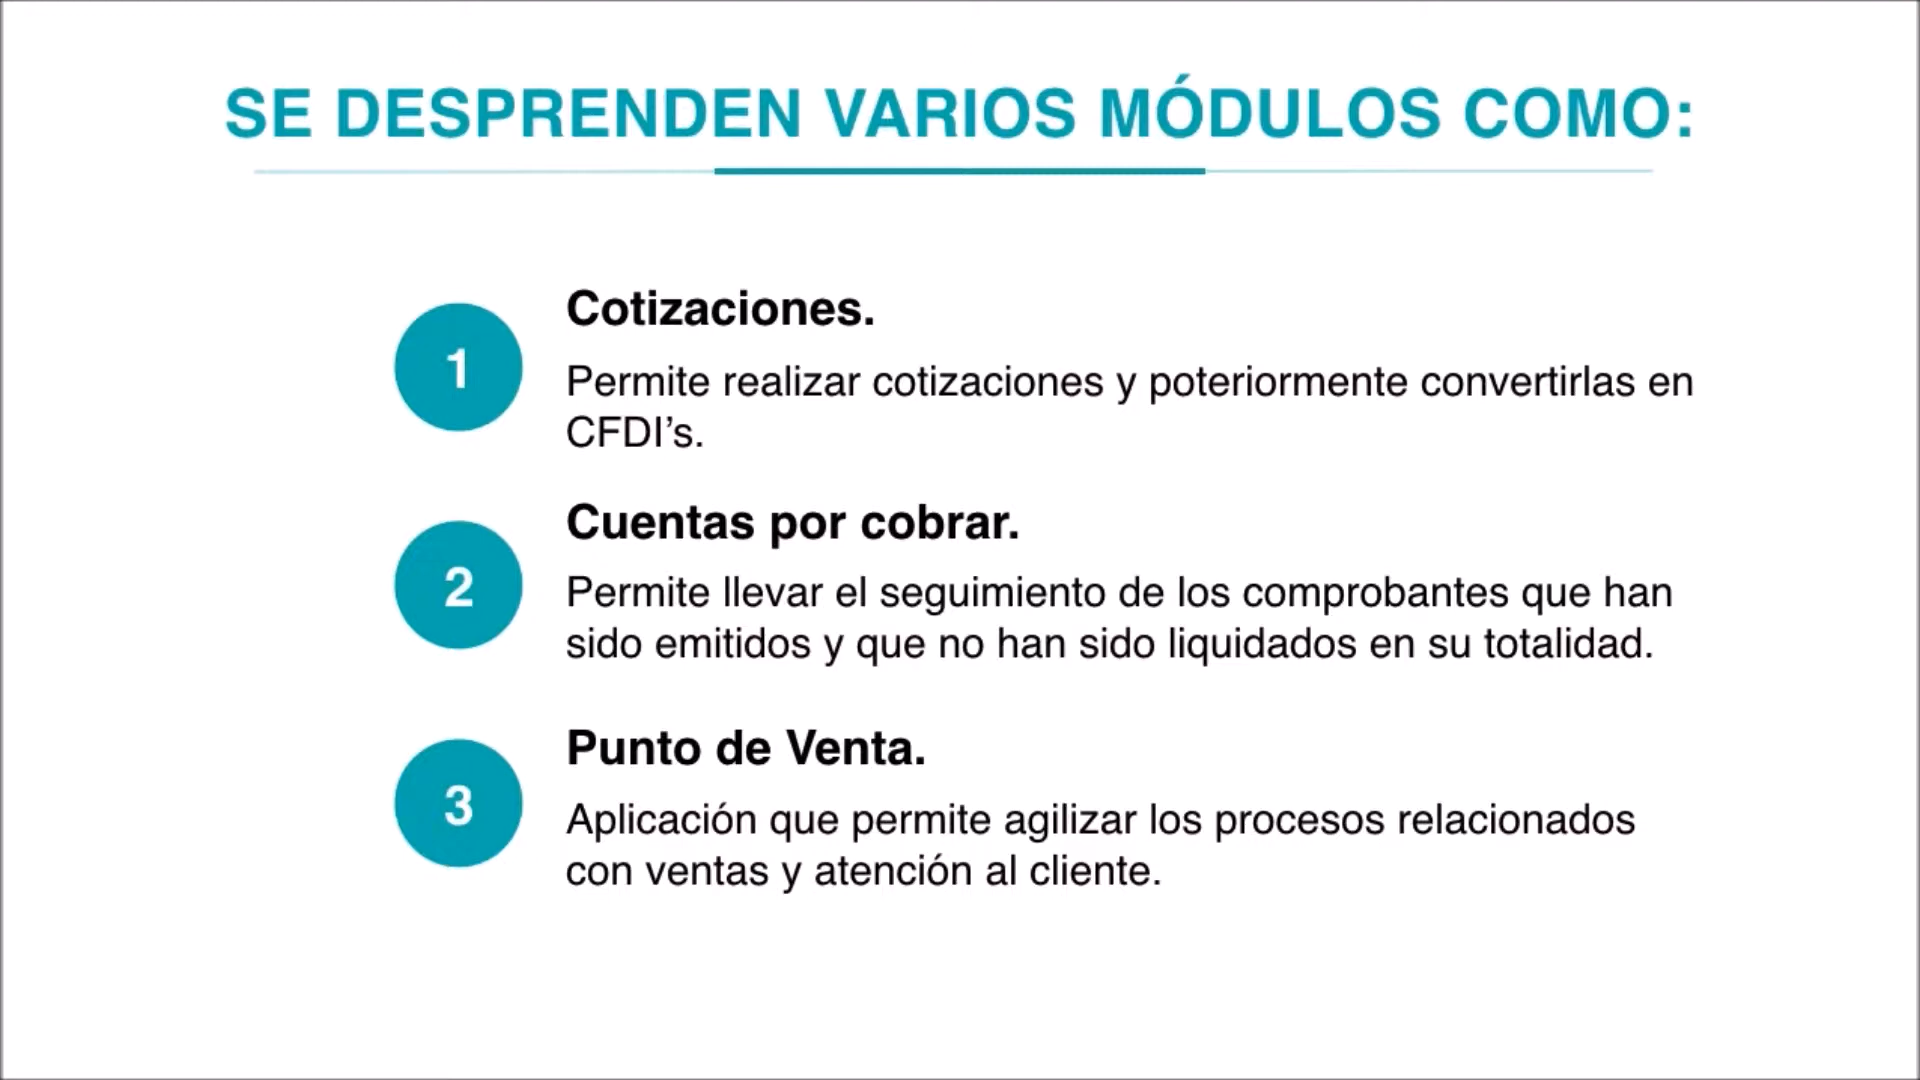 SE DESPRENDEN VARIOS MÓDULOS COMO:
1
Cotizaciones.
Permite realizar cotizaciones y poteriormente convertirlas en
CFDI’s.
2
Cuentas por cobrar.
Permite llevar el seguimiento de los comprobantes que han
sido emitidos y que no han sido liquidados en su totalidad.
3
Punto de Venta.
Aplicación que permite agilizar los procesos relacionados
con ventas y atención al cliente.